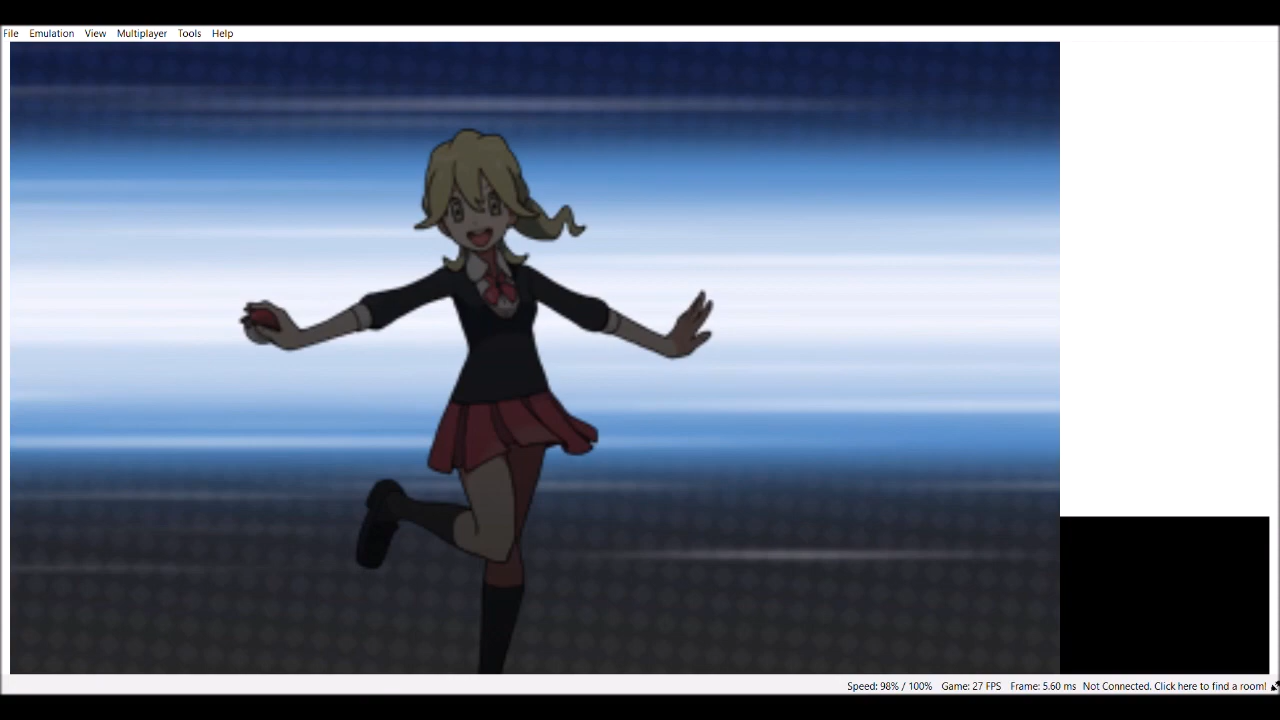 File Emulation View Multiplayer Tools Help
Speed: 98% / 100% Game: 27 FPS Frame: 5.60 ms Not Connected. Click here to find a room!